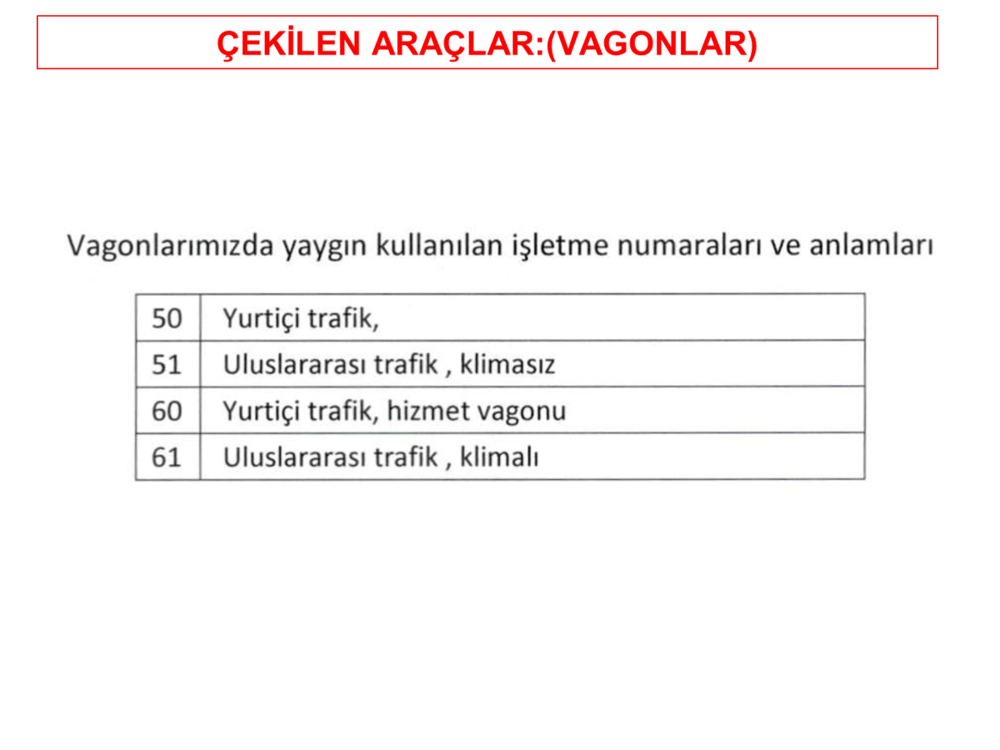 ÇEKİLEN ARAÇLAR:(VAGONLAR)
Vagonlarımızda yaygın kullanılan işletme numaraları ve anlamları
50 Yurtiçi trafik,
51 Uluslararası trafik , klimasız
60 Yurtiçi trafik, hizmet vagonu
61 Uluslararası trafik , klimalı